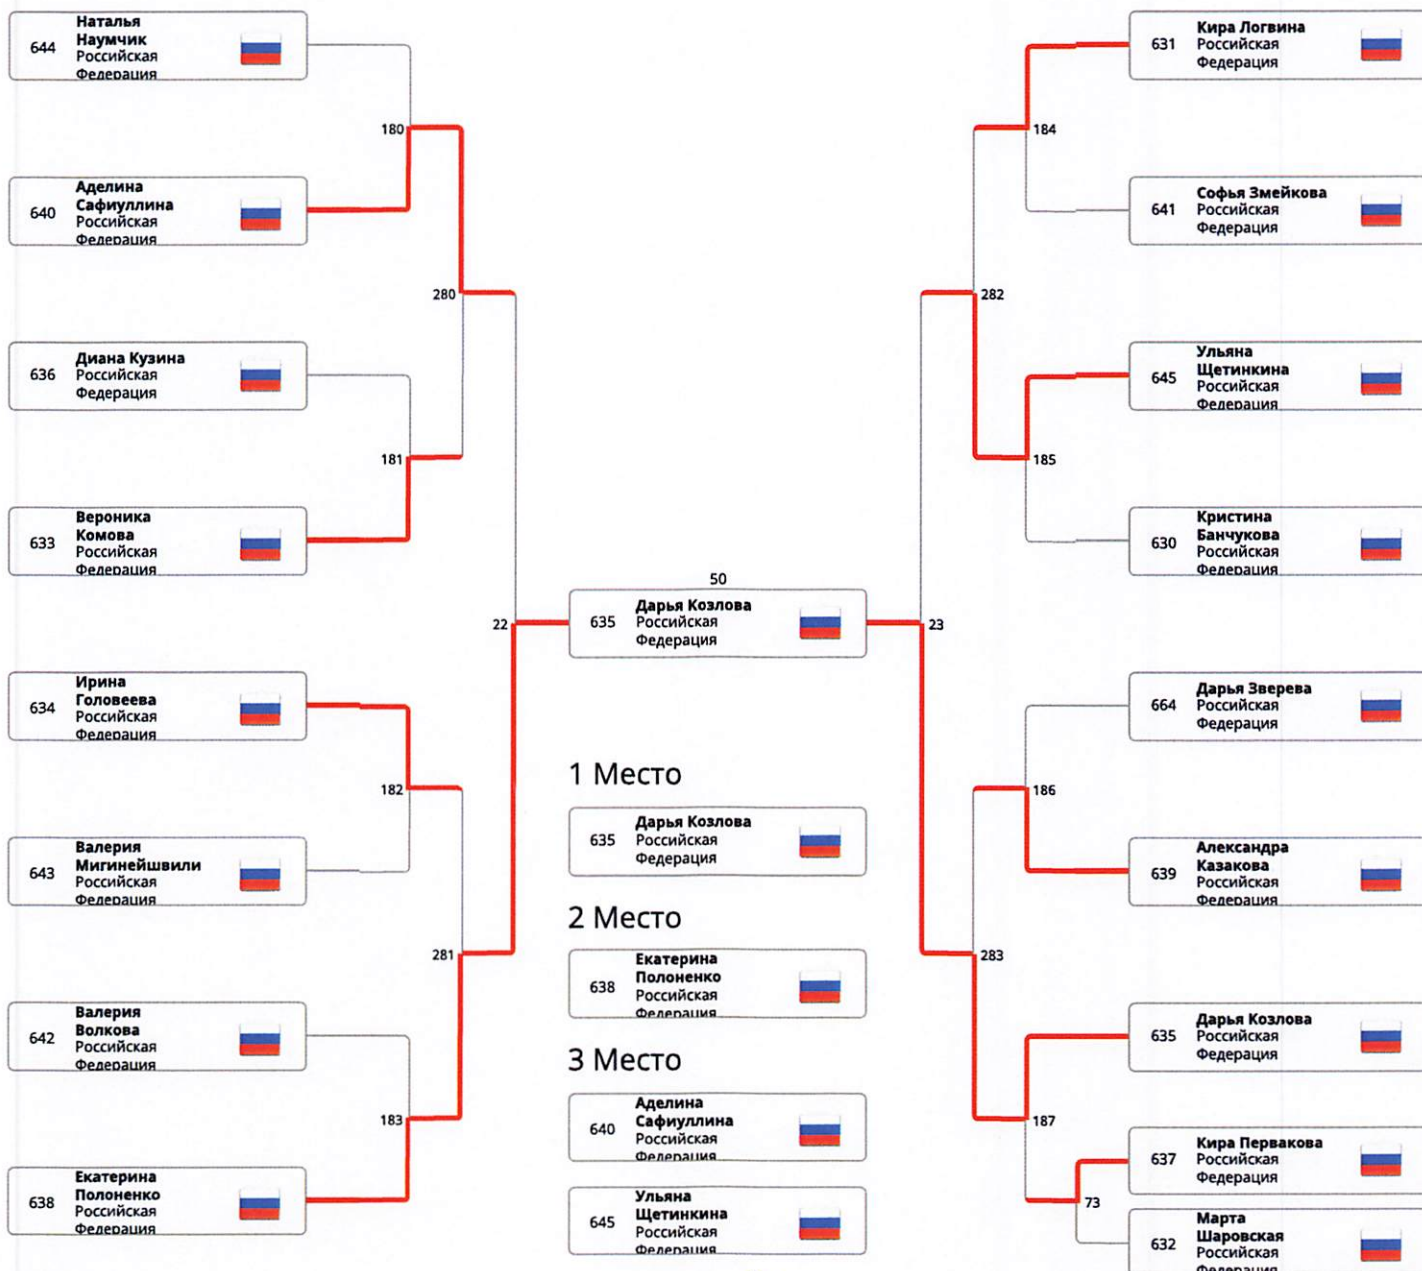 644
Наталья
Наумчик
Российская
Федерация
180
640
Аделина
Сафиуллина
Российская
Федерация
280
636
Диана Кузина
Российская
Федерация
181
633
Вероника
Комова
Российская
Федерация
22
634
Ирина
Головеева
Российская
Федерация
182
643
Валерия
Мигинейшвили
Российская
Федерация
281
642
Валерия
Волкова
Российская
Федерация
183
638
Екатерина
Полоненко
Российская
Федерация
50
635
Дарья Козлова
Российская
Федерация
1 Место
635
Дарья Козлова
Российская
Федерация
2 Место
638
Екатерина
Полоненко
Российская
Федерация
3 Место
640
Аделина
Сафиуллина
Российская
Федерация
645
Ульяна
Щетинкина
Российская
Федерация
631
Кира Логвина
Российская
Федерация
184
641
Софья Змейкова
Российская
Федерация
282
645
Ульяна
Щетинкина
Российская
Федерация
185
630
Кристина
Банчукова
Российская
Федерация
23
664
Дарья Зверева
Российская
Федерация
186
639
Александра
Казакова
Российская
Федерация
283
635
Дарья Козлова
Российская
Федерация
187
637
Кира Первакова
Российская
Федерация
73
632
Марта
Шаровская
Российская
Федерация